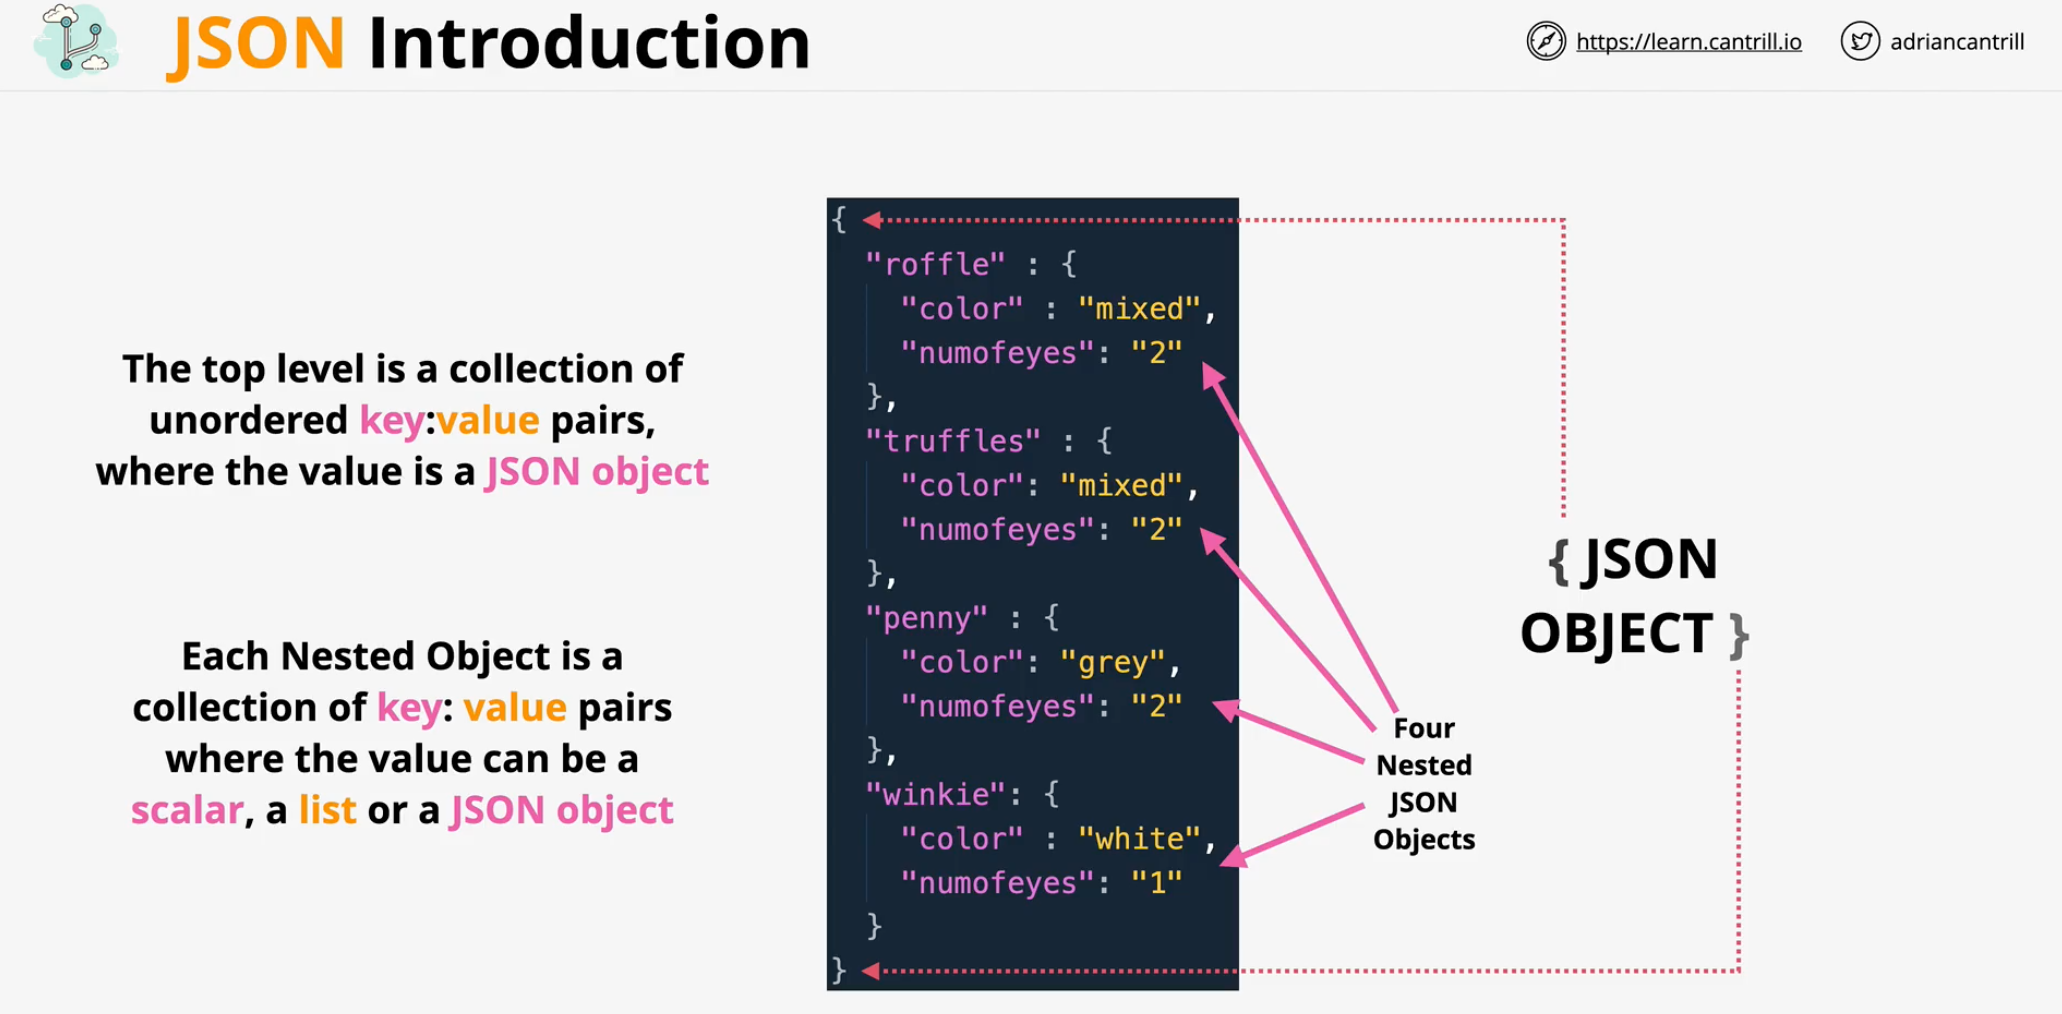 JSON Introduction
https://learn.cantrill.io
adriancantrill
The top level is a collection of
unordered key:value pairs,
where the value is a JSON object
Each Nested Object is a
collection of key: value pairs
where the value can be a
scalar, a list or a JSON object
{
"roffle" : {
"color" : "mixed",
"numofeyes": "2"
},
"truffles" : {
"color": "mixed",
"numofeyes": "2"
},
"penny" : {
"color": "grey",
"numofeyes": "2"
},
"winkie": {
"color" : "white",
"numofeyes": "1"
}
}
{ JSON
OBJECT }
Four
Nested
JSON
Objects